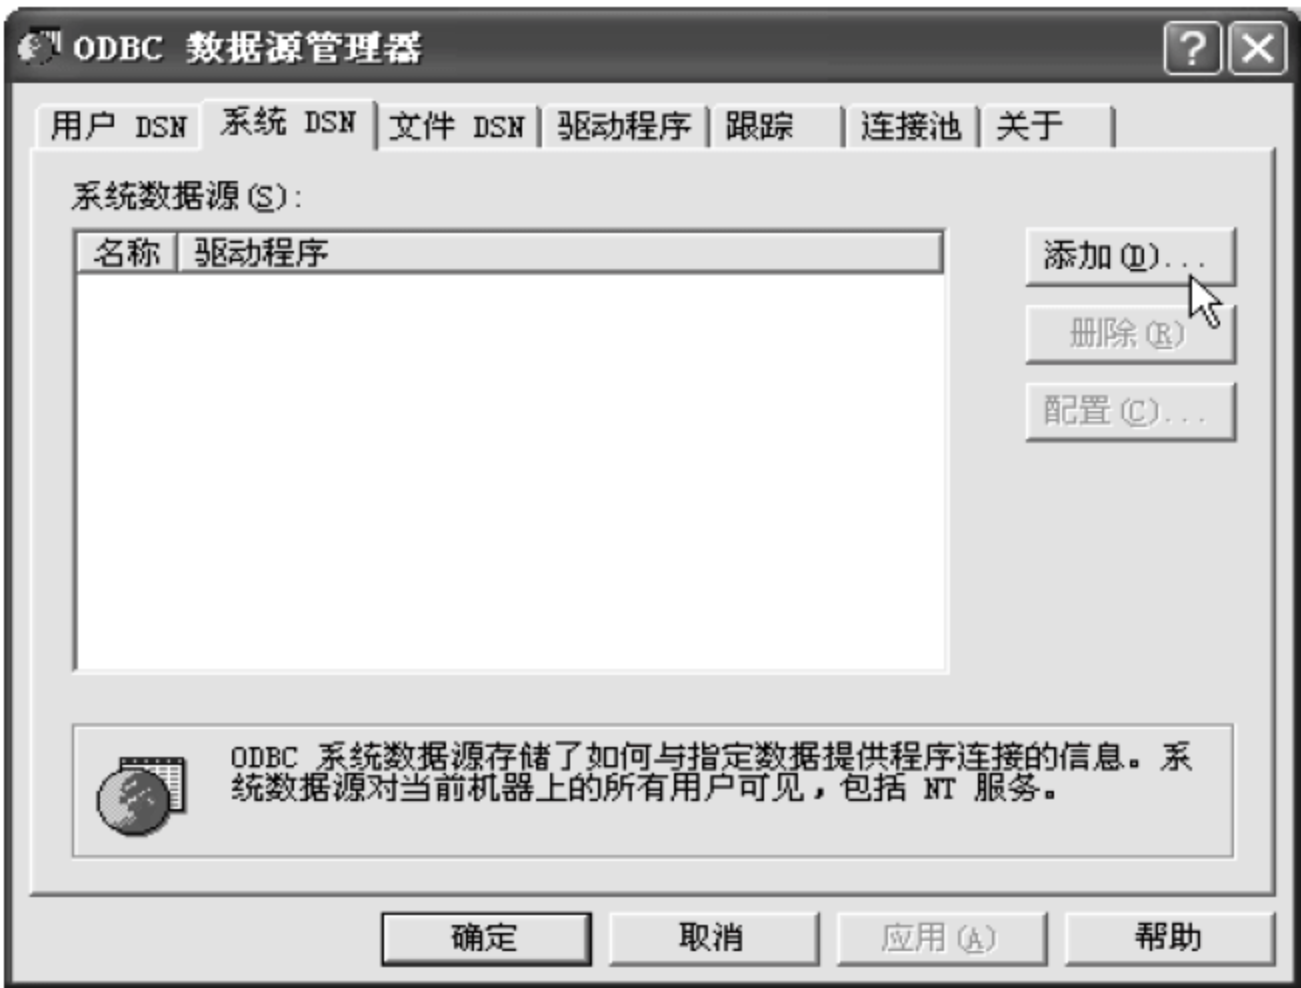 ODBC 数据源管理器
用户 DSN 系统 DSN 文件 DSN 驱动程序 跟踪 连接池 关于
系统数据源(S):
名称 驱动程序
添加(D)...
删除(R)
配置(C)...
ODBC 系统数据源存储了如何与指定数据提供程序连接的信息。系
统数据源对当前机器上的所有用户可见，包括 NT 服务。
确定 取消 应用(A) 帮助